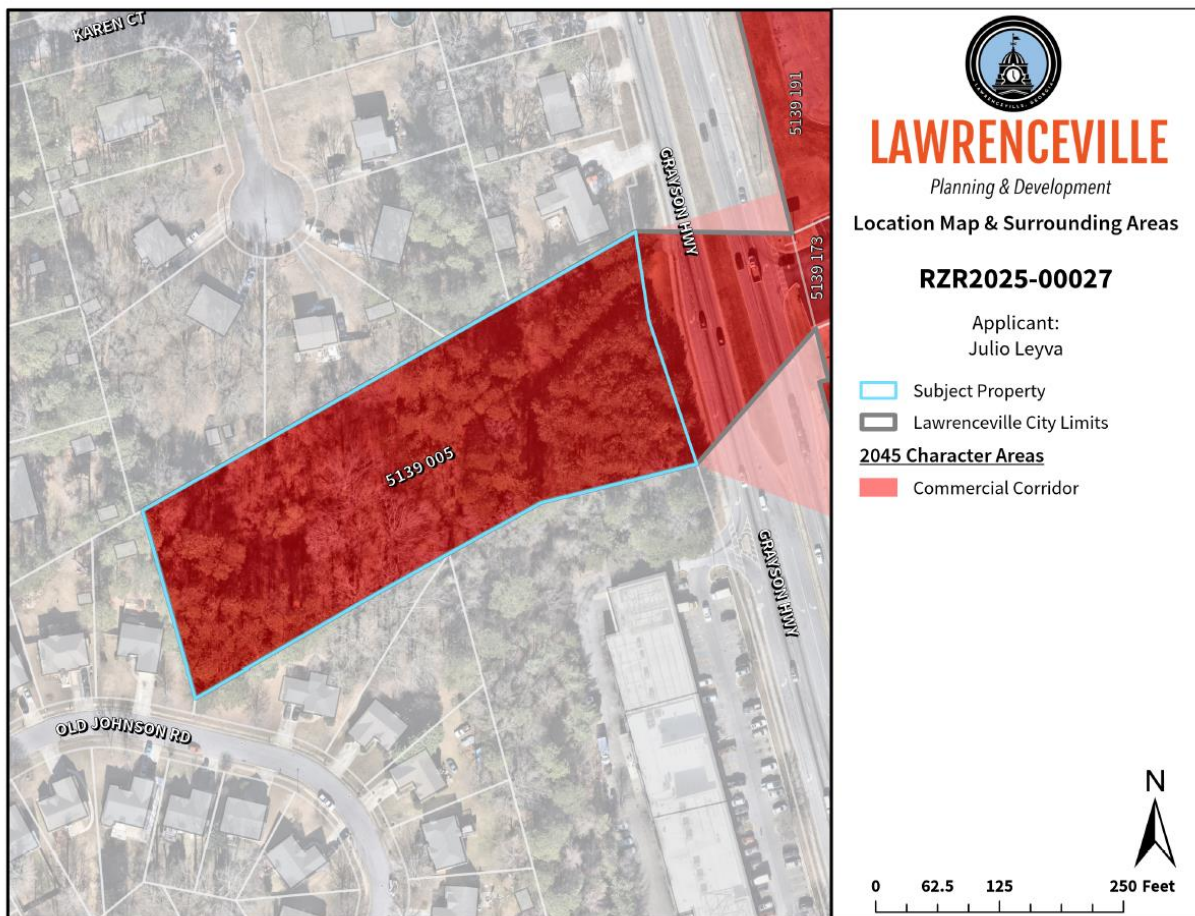 KAREN CT
GRAYSON HWY
5139 191
5139 173
5139 005
GRAYSON HWY
OLD JOHNSON RD
LAWRENCEVILLE, GEORGIA
LAWRENCEVILLE
Planning & Development
Location Map & Surrounding Areas
RZR2025-00027
Applicant:
Julio Leyva
Subject Property
Lawrenceville City Limits
2045 Character Areas
Commercial Corridor
N
0 62.5 125 250 Feet